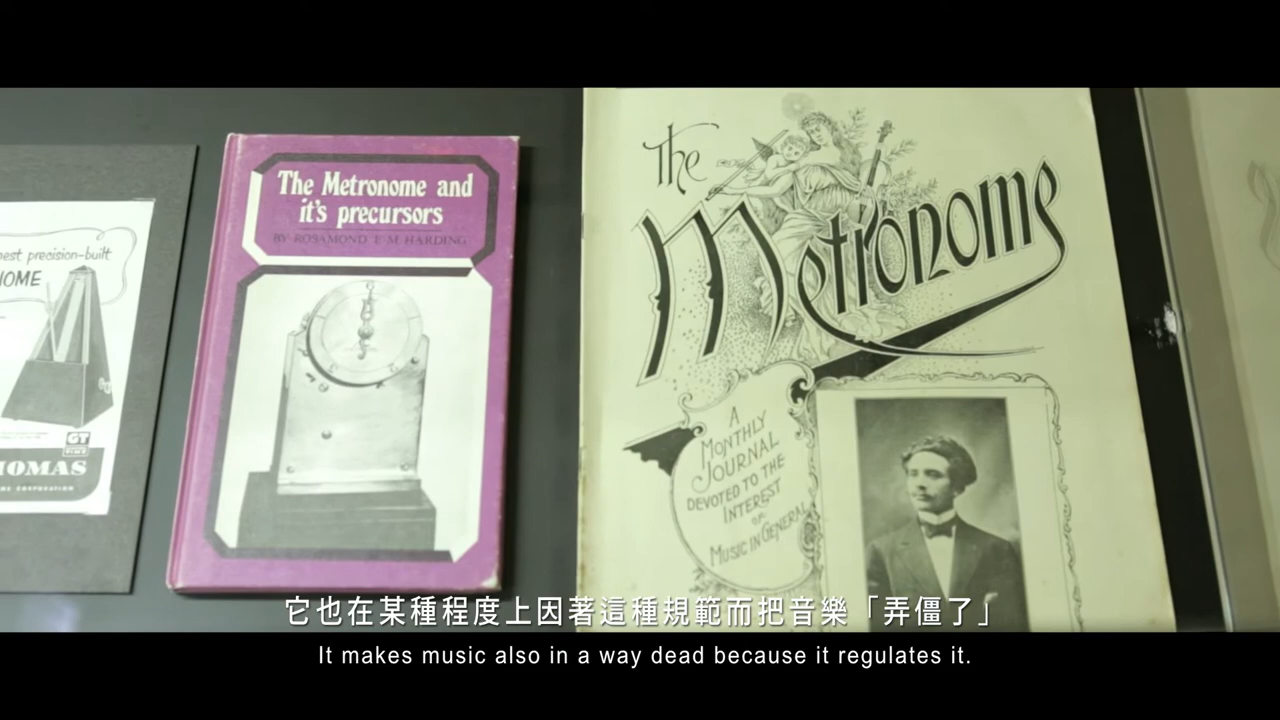 nest precision-built
OME
GT
TIME
HOMAS
CORPORATION
The Metronome and
it's precursors
BY ROSAMOND E M HARDING
The
Metronome
A
MONTHLY
JOURNAL
DEVOTED TO THE
INTEREST
OF
MUSIC IN GENERAL
它也在某種程度上因著這種規範而把音樂「弄僵了」
It makes music also in a way dead because it regulates it.